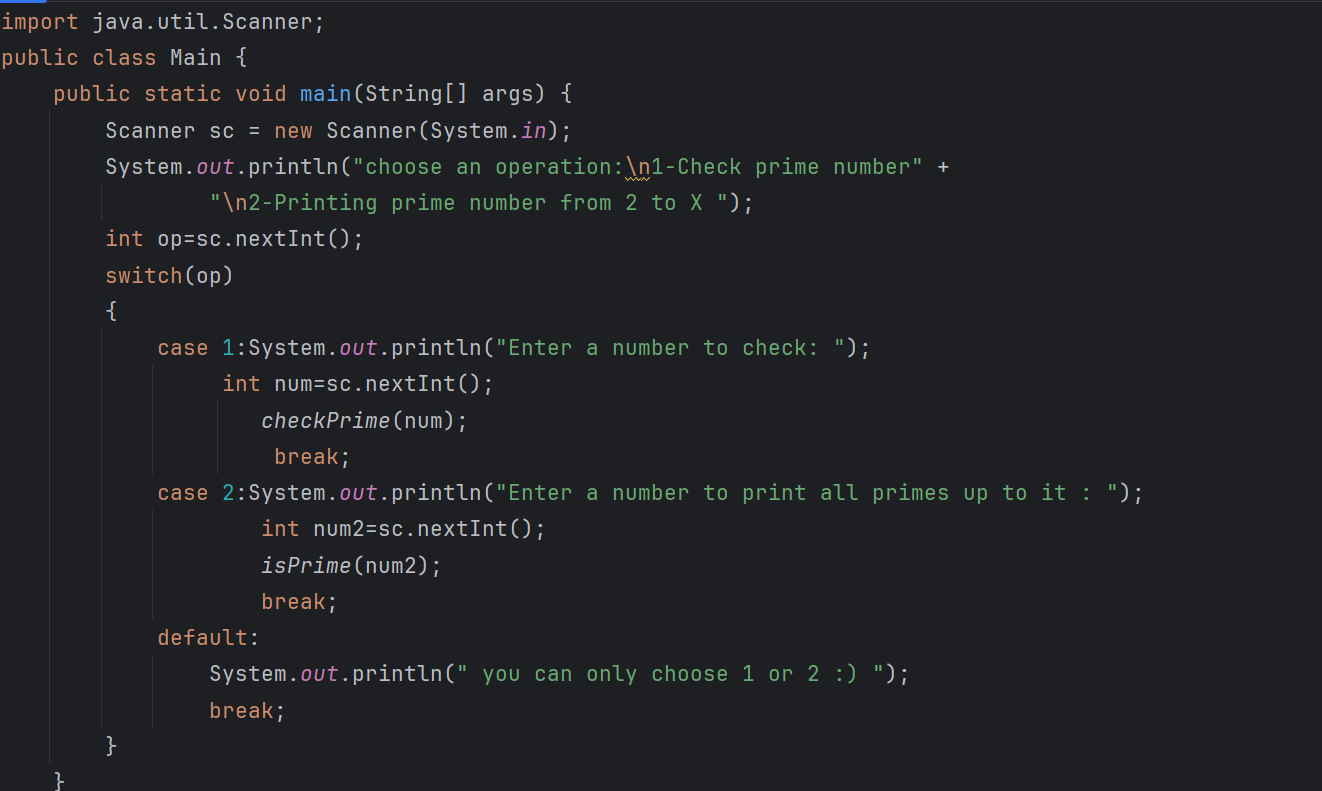 import java.util.Scanner;
public class Main {
    public static void main(String[] args) {
        Scanner sc = new Scanner(System.in);
        System.out.println("choose an operation:\n1-Check prime number" +
                "\n2-Printing prime number from 2 to X ");
        int op=sc.nextInt();
        switch(op)
        {
            case 1:System.out.println("Enter a number to check: ");
                 int num=sc.nextInt();
                    checkPrime(num);
                     break;
            case 2:System.out.println("Enter a number to print all primes up to it : ");
                    int num2=sc.nextInt();
                    isPrime(num2);
                    break;
            default:
                System.out.println(" you can only choose 1 or 2 :) ");
                break;
        }
    }